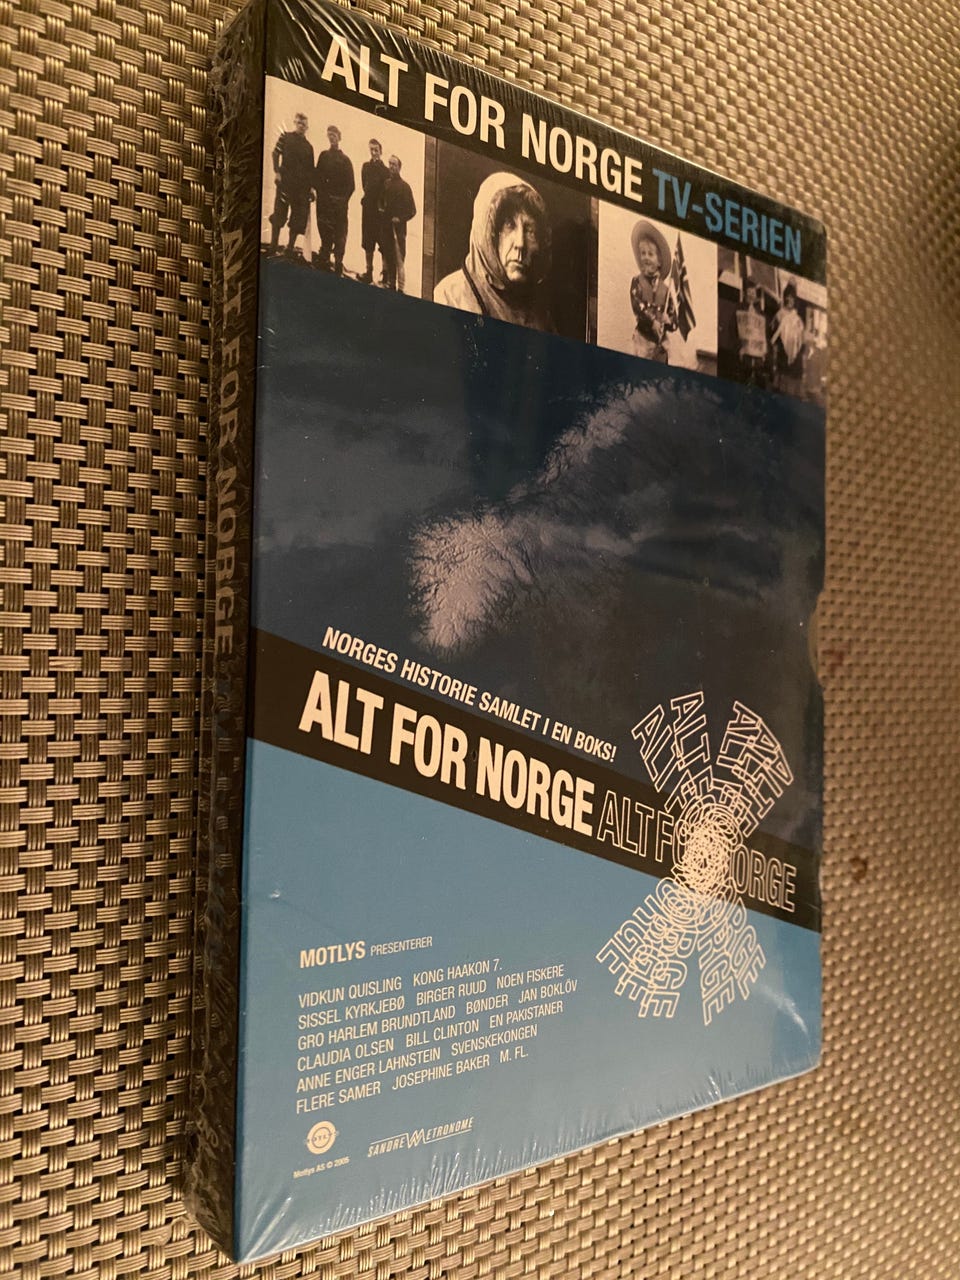 ALT FOR NORGE TV-SERIEN
ALT FOR NORGE
NORGES HISTORIE SAMLET I EN BOKS!
ALT FOR NORGE ALT FOR NORGE
MOTLYS PRESENTERER
VIDKUN QUISLING KONG HAAKON 7.
SISSEL KYRKJEBØ BIRGER RUUD NOEN FISKERE
GRO HARLEM BRUNDTLAND BØNDER JAN BOKLÖV
CLAUDIA OLSEN BILL CLINTON EN PAKISTANER
ANNE ENGER LAHNSTEIN SVENSKEKONGEN
FLERE SAMER JOSEPHINE BAKER M. FL.
SANDREW METRONOME
Motlys AS © 2005